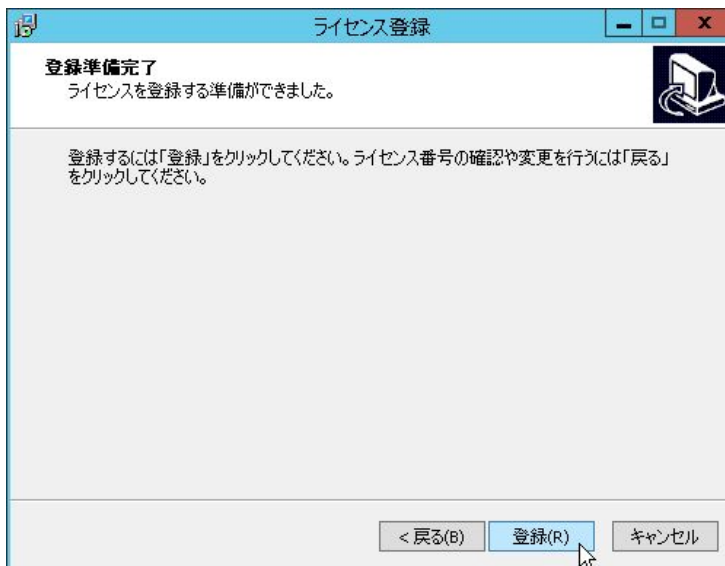 ライセンス登録
登録準備完了
ライセンスを登録する準備ができました。
登録するには「登録」をクリックしてください。ライセンス番号の確認や変更を行うには「戻る」
をクリックしてください。
< 戻る(B)
登録(R)
キャンセル